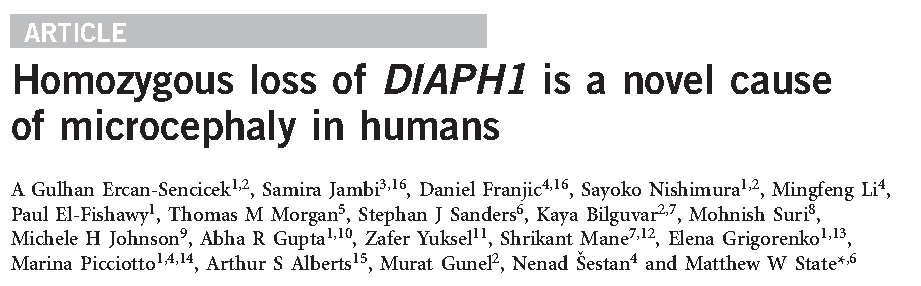 ARTICLE
Homozygous loss of DIAPH1 is a novel cause
of microcephaly in humans
A Gulhan Ercan-Sencicek1,2, Samira Jambi3,16, Daniel Franjic4,16, Sayoko Nishimura1,2, Mingfeng Li4,
Paul El-Fishawy1, Thomas M Morgan5, Stephan J Sanders6, Kaya Bilguvar2,7, Mohnish Suri8,
Michele H Johnson9, Abha R Gupta1,10, Zafer Yuksel11, Shrikant Mane7,12, Elena Grigorenko1,13,
Marina Picciotto1,4,14, Arthur S Alberts15, Murat Gunel2, Nenad Šestan4 and Matthew W State*,6